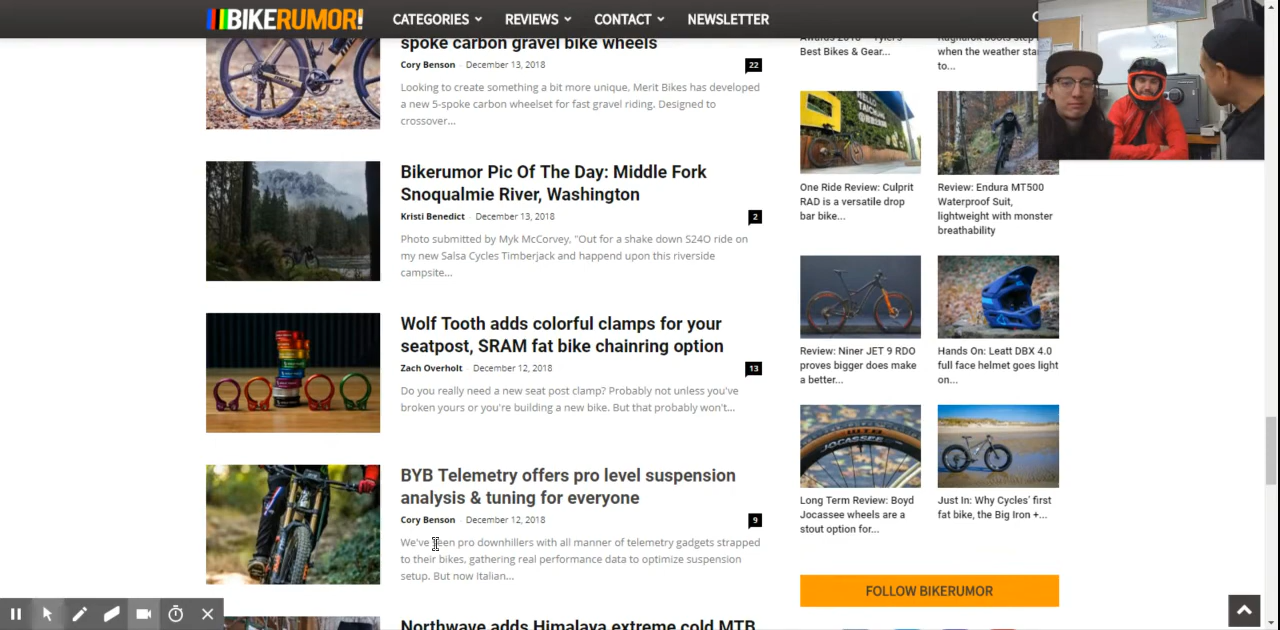 BIKERUMOR!
CATEGORIES
REVIEWS
CONTACT
NEWSLETTER
spoke carbon gravel bike wheels
Cory Benson - December 13, 2018
22
Looking to create something a bit more unique, Merit Bikes has developed
a new 5-spoke carbon wheelset for fast gravel riding. Designed to
crossover...
Bikerumor Pic Of The Day: Middle Fork
Snoqualmie River, Washington
Kristi Benedict - December 13, 2018
2
Photo submitted by Myk McCorvey, "Out for a shake down S24O ride on
my new Salsa Cycles Timberjack and happend upon this riverside
campsite...
Wolf Tooth adds colorful clamps for your
seatpost, SRAM fat bike chainring option
Zach Overholt - December 12, 2018
13
Do you really need a new seat post clamp? Probably not unless you've
broken yours or you're building a new bike. But that probably won't...
BYB Telemetry offers pro level suspension
analysis & tuning for everyone
Cory Benson - December 12, 2018
9
We've seen pro downhillers with all manner of telemetry gadgets strapped
to their bikes, gathering real performance data to optimize suspension
setup. But now Italian...
Northwave adds Himalaya extreme cold MTB
Best Bikes & Gear...
when the weather sta
to...
HELLO
TAICHUNG
One Ride Review: Culprit
RAD is a versatile drop
bar bike...
Review: Endura MT500
Waterproof Suit,
lightweight with monster
breathability
Review: Niner JET 9 RDO
proves bigger does make
a better...
Hands On: Leatt DBX 4.0
full face helmet goes light
on...
WTB
JOCASSEE
Long Term Review: Boyd
Jocassee wheels are a
stout option for...
Just In: Why Cycles' first
fat bike, the Big Iron +...
FOLLOW BIKERUMOR